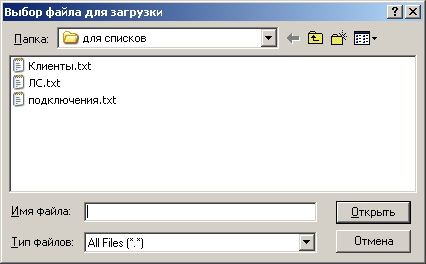 Выбор файла для загрузки
Папка: для списков
Клиенты.txt
ЛС.txt
подключения.txt
Имя файла:
Открыть
Тип файлов: All Files (*.*)
Отмена